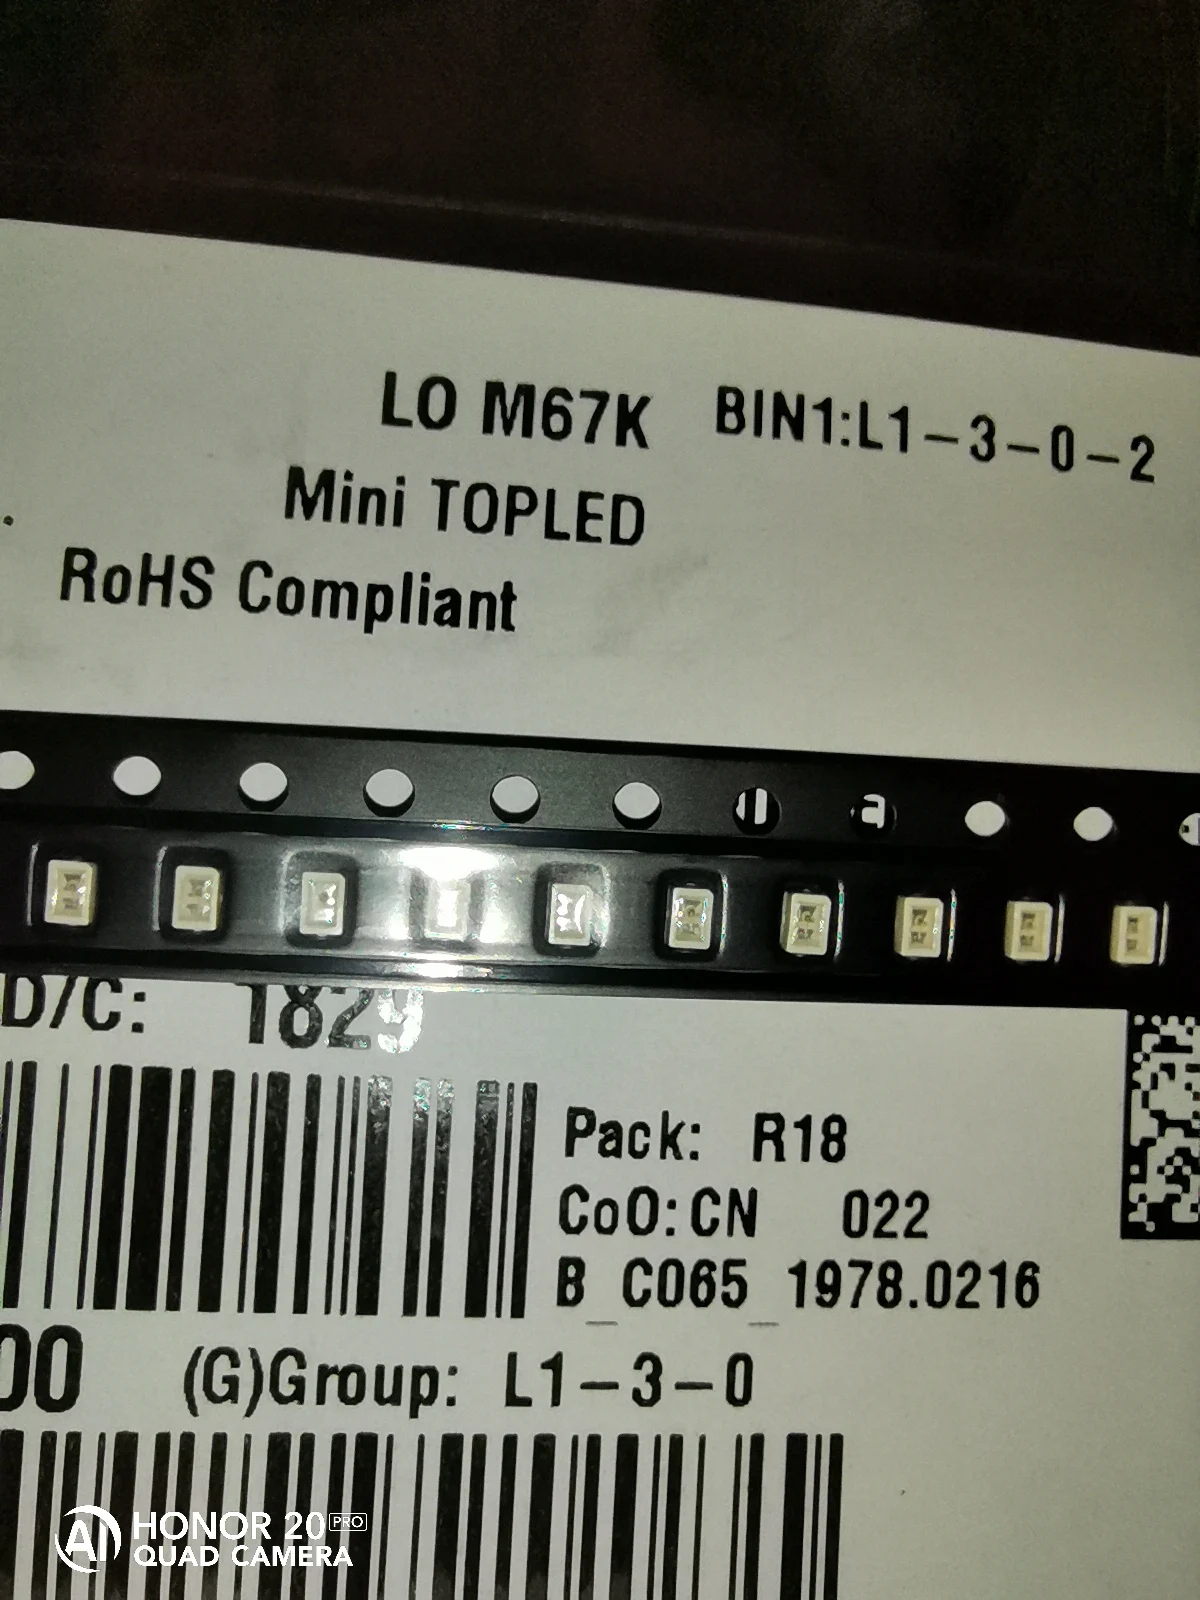 LO M67K BIN1:L1-3-0-2
Mini TOPLED
RoHS Compliant
D/C: 1829
Pack: R18
CoO:CN 022
B_C065_1978.0216
00 (G)Group: L1-3-0
AI HONOR 20 PRO
QUAD CAMERA